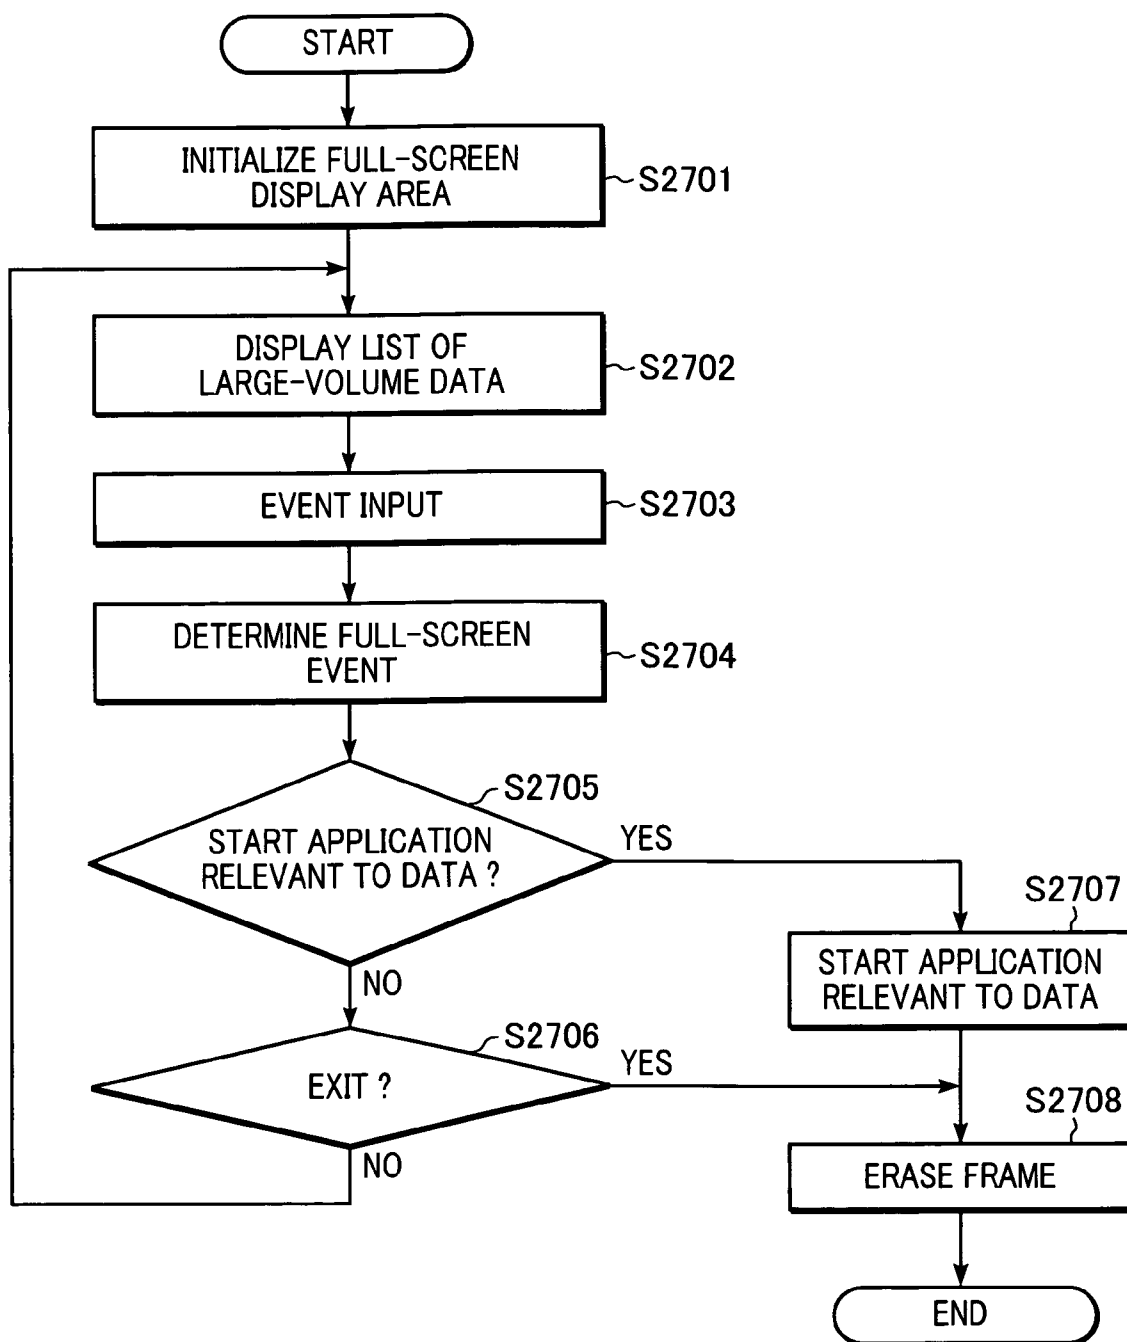 START
INITIALIZE FULL-SCREEN
DISPLAY AREA
S2701
DISPLAY LIST OF
LARGE-VOLUME DATA
S2702
EVENT INPUT
S2703
DETERMINE FULL-SCREEN
EVENT
S2704
S2705
START APPLICATION
RELEVANT TO DATA ?
YES
NO
S2707
START APPLICATION
RELEVANT TO DATA
S2706
EXIT ?
YES
NO
S2708
ERASE FRAME
END